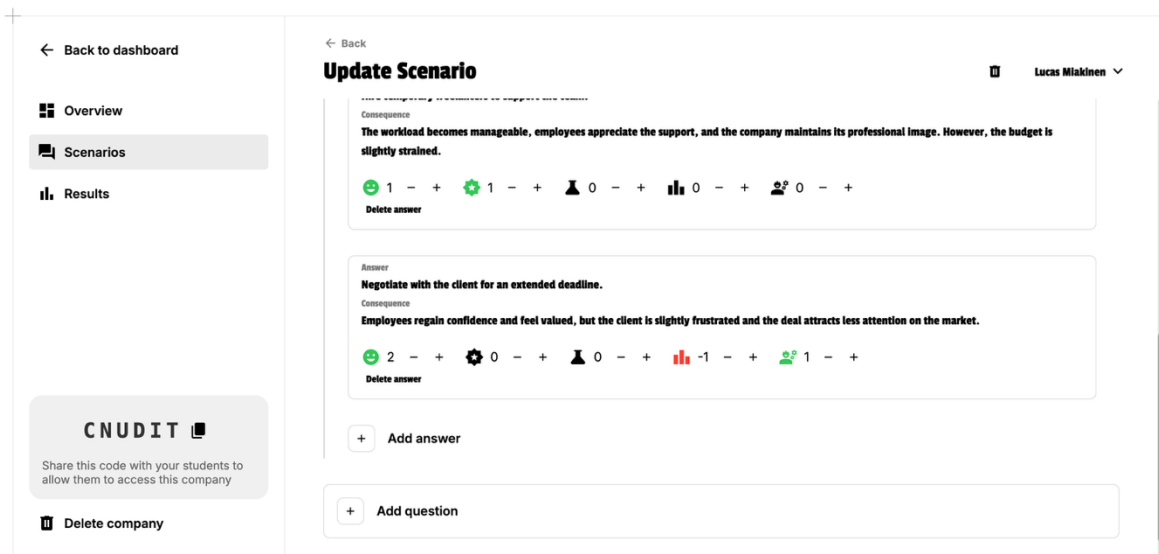 Back to dashboard
Overview
Scenarios
Results
CNUDIT
Share this code with your students to
allow them to access this company
Delete company
Back
Update Scenario
Lucas Miakinen
Consequence
The workload becomes manageable, employees appreciate the support, and the company maintains its professional image. However, the budget is
slightly strained.
1 - + 1 - + 0 - + 0 - + 0 - +
Delete answer
Answer
Negotiate with the client for an extended deadline.
Consequence
Employees regain confidence and feel valued, but the client is slightly frustrated and the deal attracts less attention on the market.
2 - + 0 - + 0 - + -1 - + 1 - +
Delete answer
+ Add answer
+ Add question